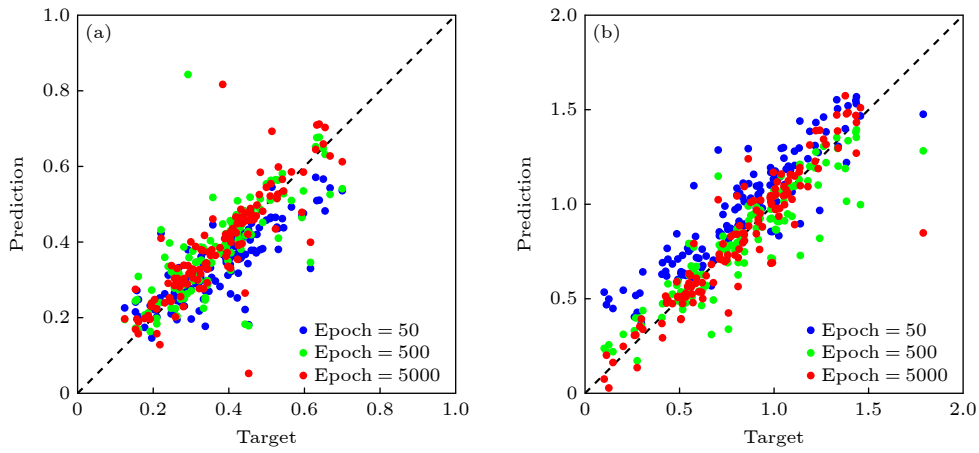 1.0
(a)
0.8
0.6
0.4
0.2
0
Prediction
Epoch = 50
Epoch = 500
Epoch = 5000
0 0.2 0.4 0.6 0.8 1.0
Target
2.0
(b)
1.5
1.0
0.5
0
Prediction
Epoch = 50
Epoch = 500
Epoch = 5000
0 0.5 1.0 1.5 2.0
Target